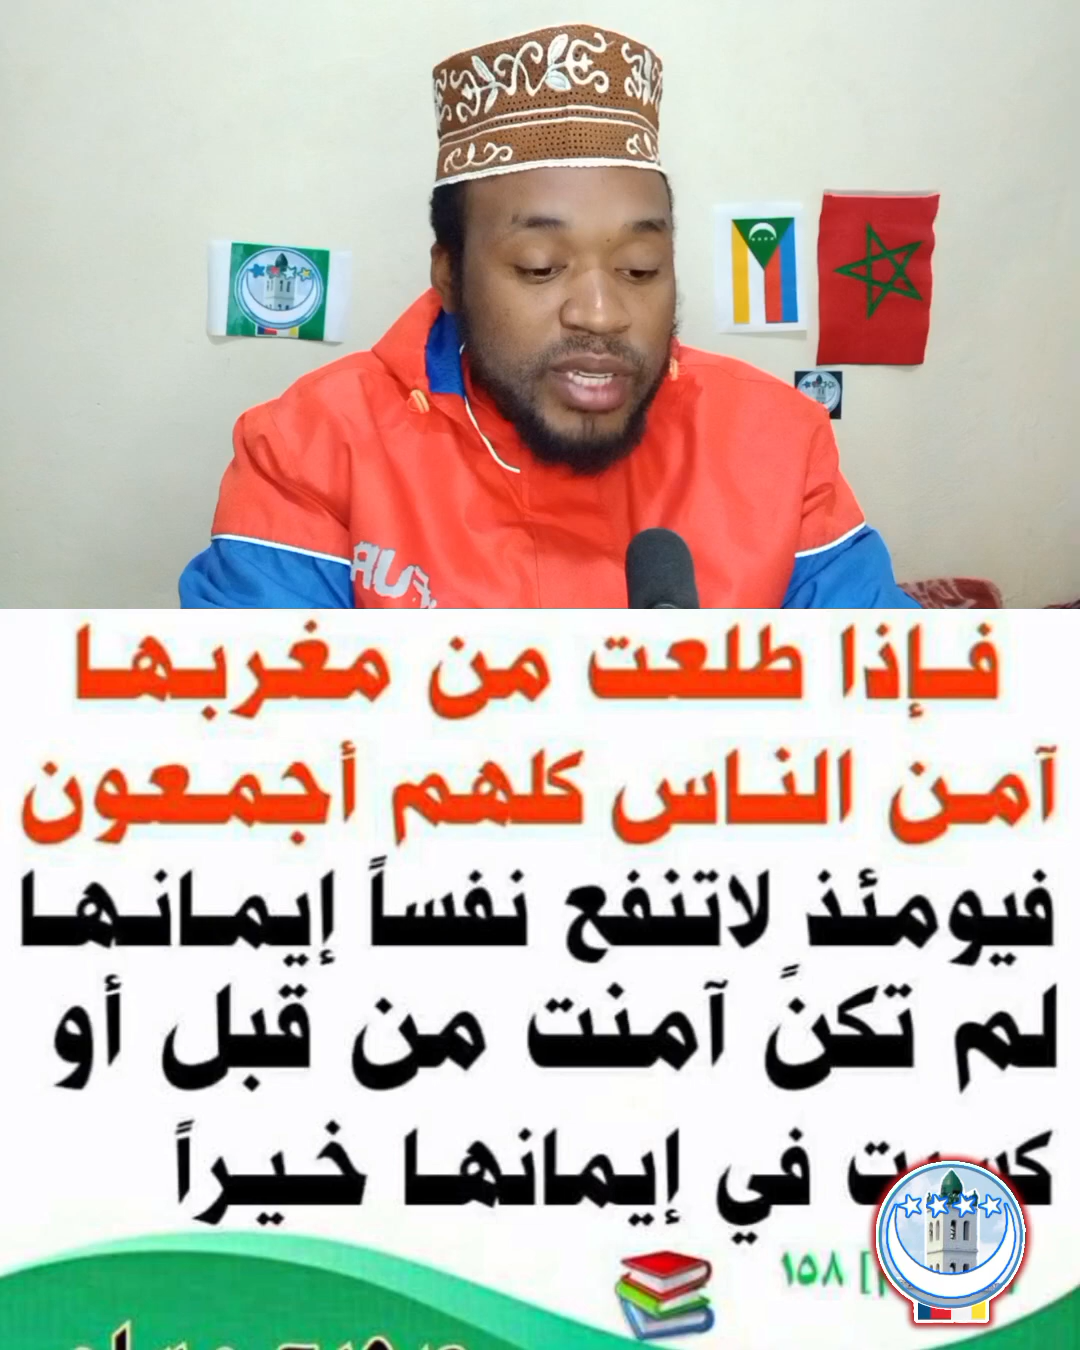 فإذا طلعت من مغربها
آمن الناس كلهم أجمعون
فيومئذ لاتنفع نفساً إيمانها
لم تكن آمنت من قبل أو
في إيمانها خيراً
١٥٨